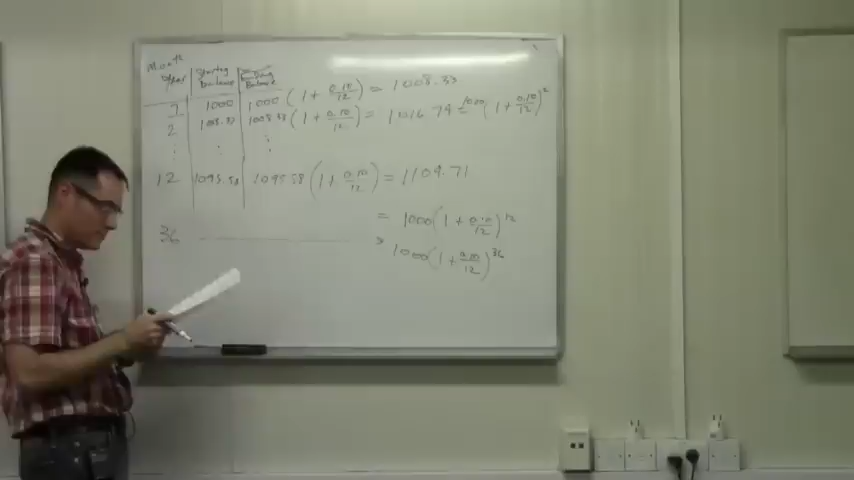 Month
Year Starting Balance Ending Balance
1 1000 1000 (1 + 0.10/12) = 1008.33
2 1008.33 1008.33 (1 + 0.10/12) = 1016.74 = 1000 (1 + 0.10/12)^2
⋮ ⋮ ⋮
12 1095.58 1095.58 (1 + 0.10/12) = 1104.71
= 1000 (1 + 0.10/12)^12
36 1000 (1 + 0.10/12)^36